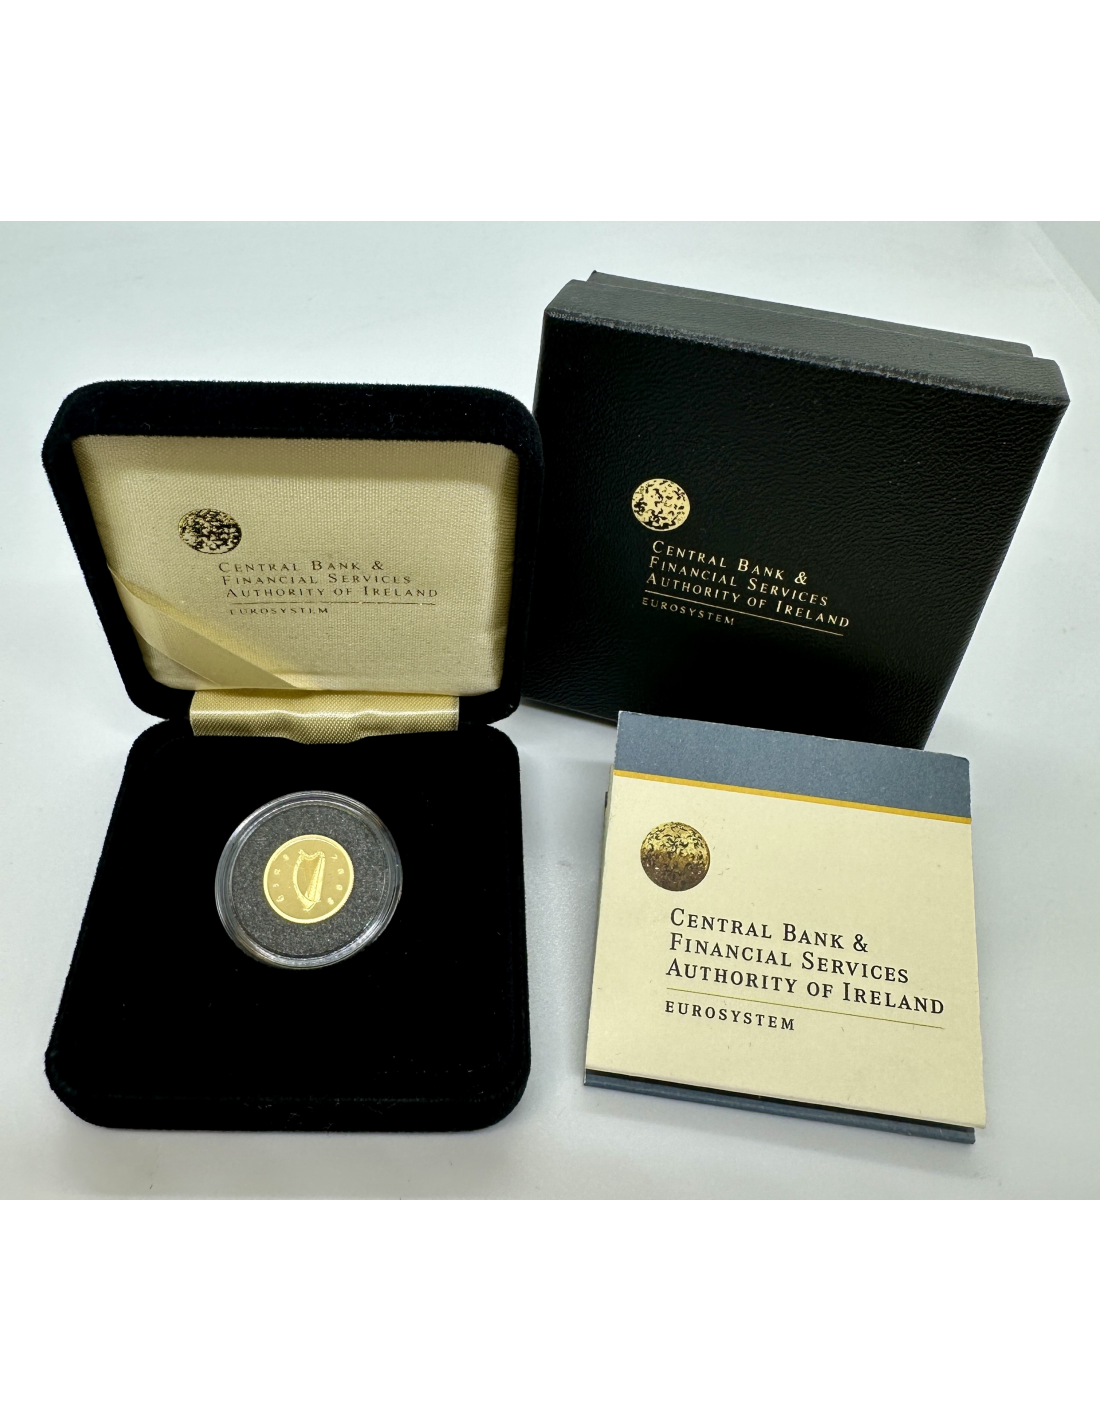 CENTRAL BANK &
FINANCIAL SERVICES
AUTHORITY OF IRELAND
EUROSYSTEM
CENTRAL BANK &
FINANCIAL SERVICES
AUTHORITY OF IRELAND
EUROSYSTEM
CENTRAL BANK &
FINANCIAL SERVICES
AUTHORITY OF IRELAND
EUROSYSTEM